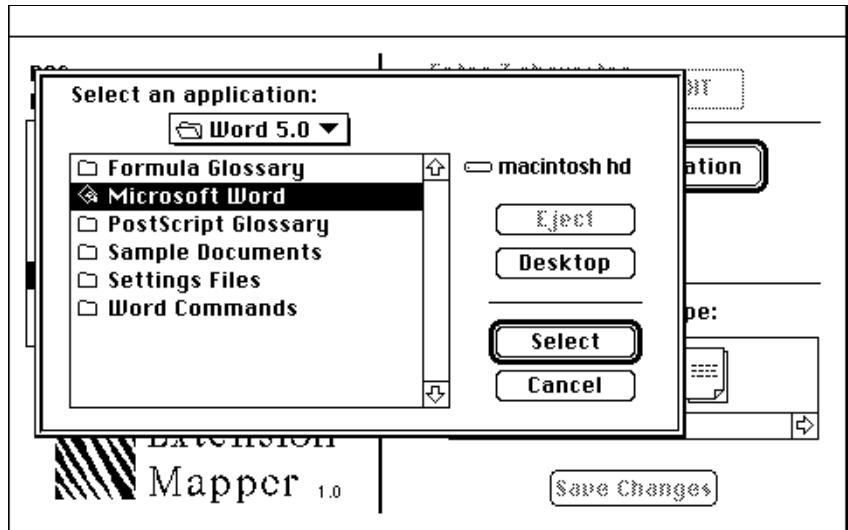 Select an application:
Word 5.0
Formula Glossary
Microsoft Word
PostScript Glossary
Sample Documents
Settings Files
Word Commands
macintosh hd
Eject
Desktop
Select
Cancel
ation
pe:
Extension
Mapper 1.0
Save Changes